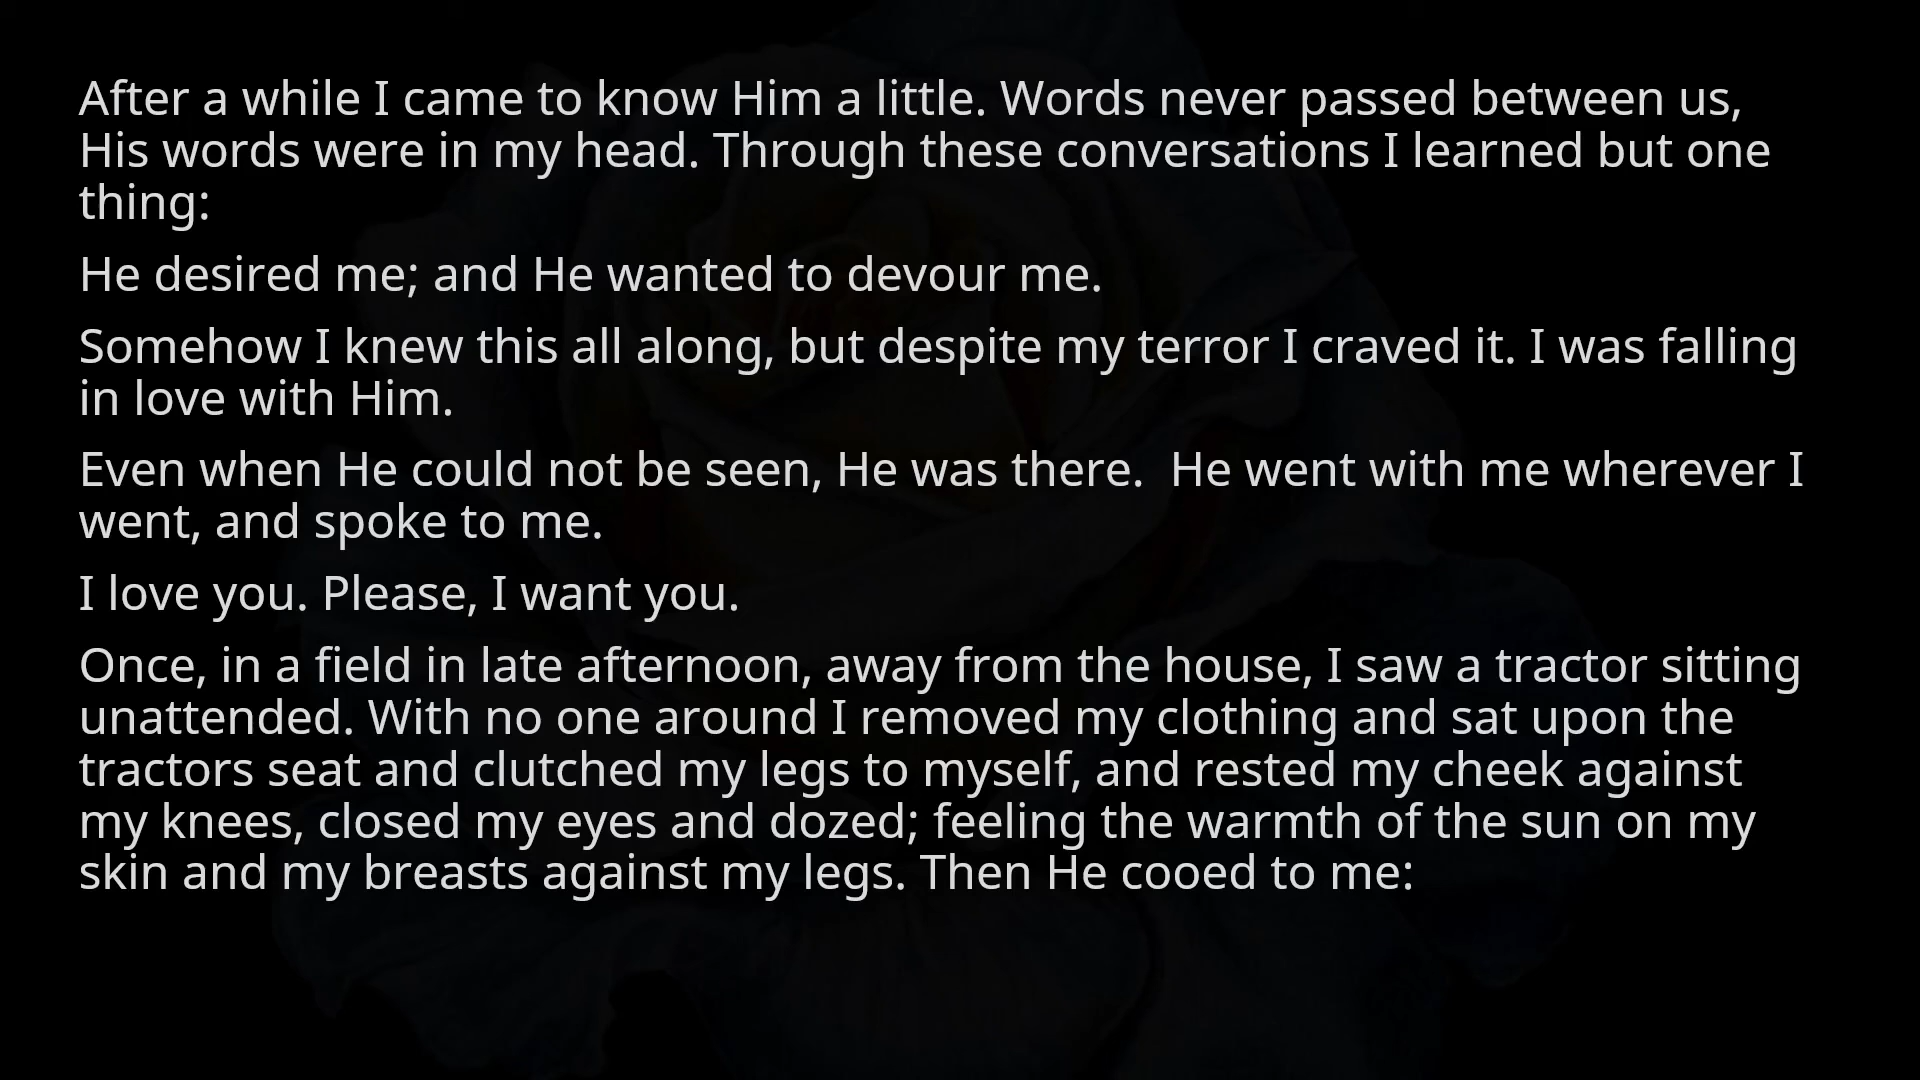 After a while I came to know Him a little. Words never passed between us,
His words were in my head. Through these conversations I learned but one
thing:
He desired me; and He wanted to devour me.
Somehow I knew this all along, but despite my terror I craved it. I was falling
in love with Him.
Even when He could not be seen, He was there.  He went with me wherever I
went, and spoke to me.
I love you. Please, I want you.
Once, in a field in late afternoon, away from the house, I saw a tractor sitting
unattended. With no one around I removed my clothing and sat upon the
tractors seat and clutched my legs to myself, and rested my cheek against
my knees, closed my eyes and dozed; feeling the warmth of the sun on my
skin and my breasts against my legs. Then He cooed to me: